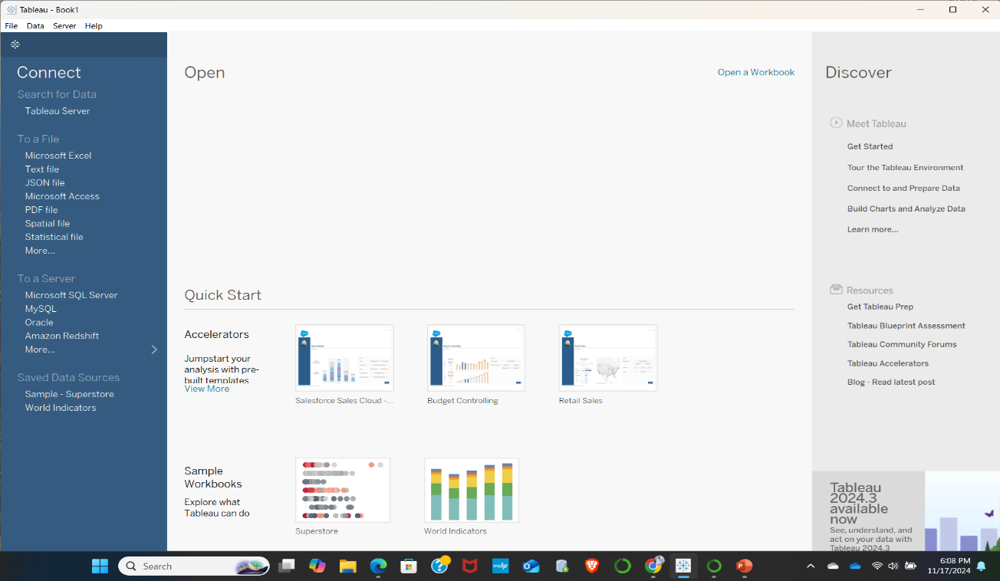 Tableau - Book1
File Data Server Help
Connect
Search for Data
Tableau Server
To a File
Microsoft Excel
Text file
JSON file
Microsoft Access
PDF file
Spatial file
Statistical file
More...
To a Server
Microsoft SQL Server
MySQL
Oracle
Amazon Redshift
More...
Saved Data Sources
Sample - Superstore
World Indicators
Open
Open a Workbook
Quick Start
Accelerators
Jumpstart your
analysis with pre-
built templates
View More
Salesforce Sales Cloud -...
Budget Controlling
Retail Sales
Sample
Workbooks
Explore what
Tableau can do
Superstore
World Indicators
Discover
Meet Tableau
Get Started
Tour the Tableau Environment
Connect to and Prepare Data
Build Charts and Analyze Data
Learn more...
Resources
Get Tableau Prep
Tableau Blueprint Assessment
Tableau Community Forums
Tableau Accelerators
Blog - Read latest post
Tableau
2024.3
available
now
See, understand, and
act on your data with
Tableau 2024.3
Search
6:08 PM
11/17/2024